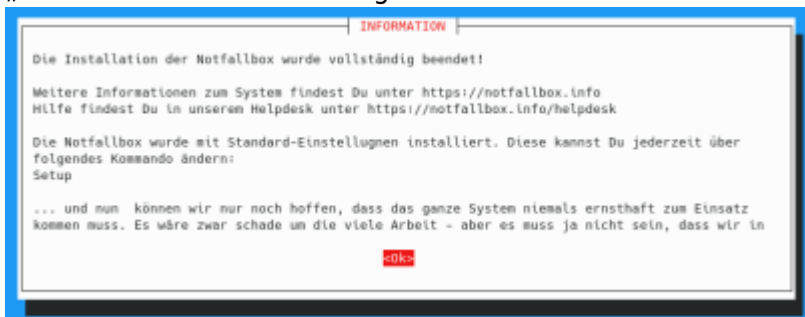 INFORMATION
Die Installation der Notfallbox wurde vollständig beendet!
Weitere Informationen zum System findest Du unter https://notfallbox.info
Hilfe findest Du in unserem Helpdesk unter https://notfallbox.info/helpdesk
Die Notfallbox wurde mit Standard-Einstellugnen installiert. Diese kannst Du jederzeit über
folgendes Kommando ändern:
Setup
... und nun  können wir nur noch hoffen, dass das ganze System niemals ernsthaft zum Einsatz
kommen muss. Es wäre zwar schade um die viele Arbeit - aber es muss ja nicht sein, dass wir in
<Ok>